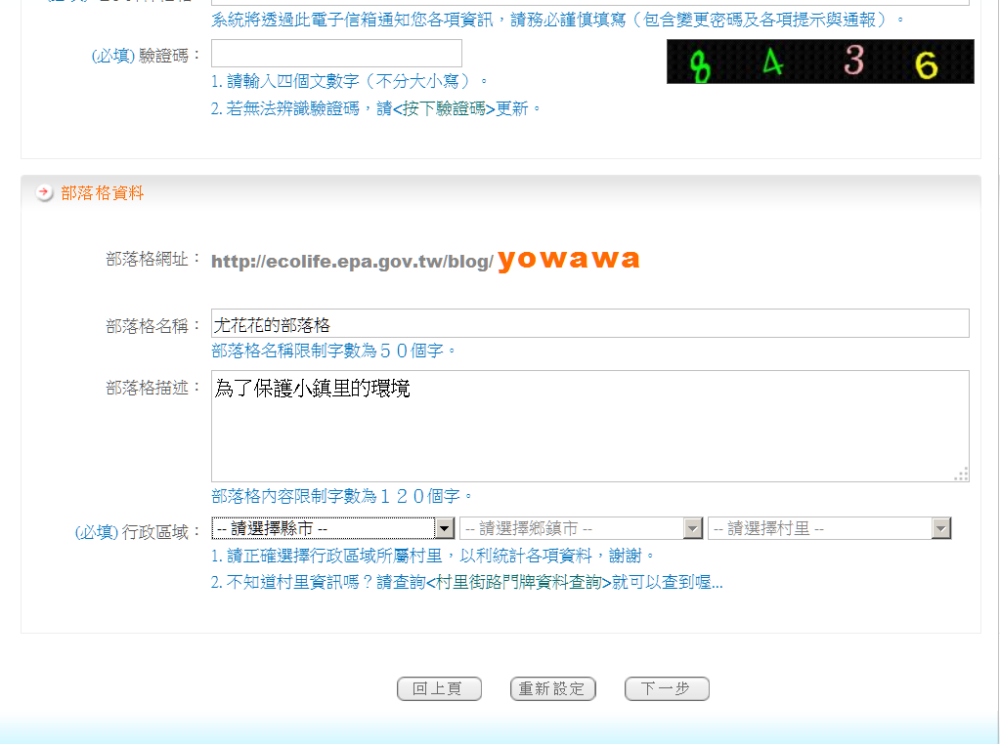 系統將透過此電子信箱通知您各項資訊，請務必謹慎填寫（包含變更密碼及各項提示與通報）。
(必填) 驗證碼：
8 4 3 6
1. 請輸入四個文數字（不分大小寫）。
2. 若無法辨識驗證碼，請<按下驗證碼>更新。
部落格資料
部落格網址： http://ecolife.epa.gov.tw/blog/ yowawa
部落格名稱： 尤花花的部落格
部落格名稱限制字數為５０個字。
部落格描述： 為了保護小鎮里的環境
部落格內容限制字數為１２０個字。
(必填) 行政區域： -- 請選擇縣市 -- -- 請選擇鄉鎮市 -- -- 請選擇村里 --
1. 請正確選擇行政區域所屬村里，以利統計各項資料，謝謝。
2. 不知道村里資訊嗎？請查詢<村里街路門牌資料查詢>就可以查到喔...
回上頁 重新設定 下一步